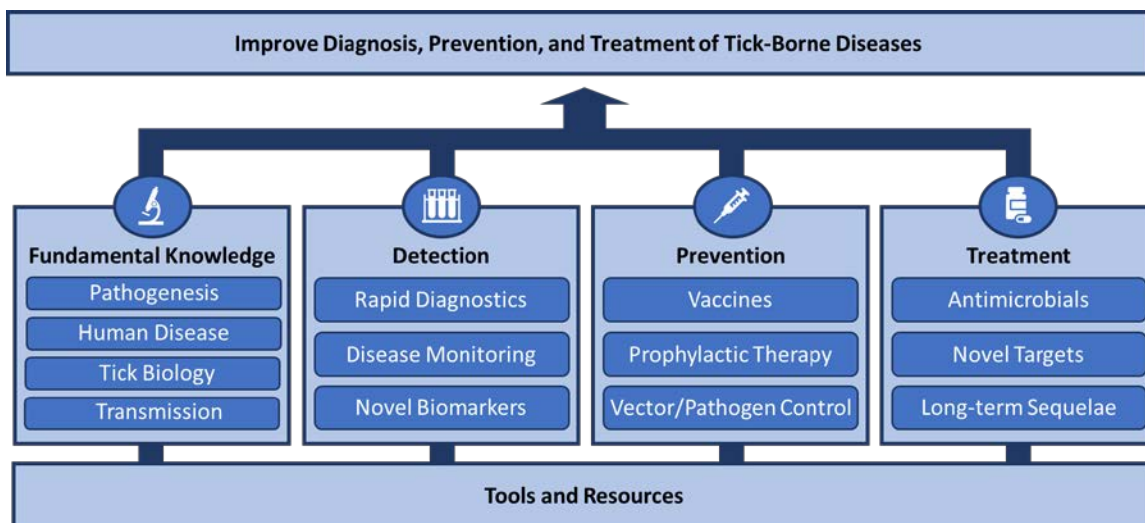 Improve Diagnosis, Prevention, and Treatment of Tick-Borne Diseases
Fundamental Knowledge
Pathogenesis
Human Disease
Tick Biology
Transmission
Detection
Rapid Diagnostics
Disease Monitoring
Novel Biomarkers
Prevention
Vaccines
Prophylactic Therapy
Vector/Pathogen Control
Treatment
Antimicrobials
Novel Targets
Long-term Sequelae
Tools and Resources